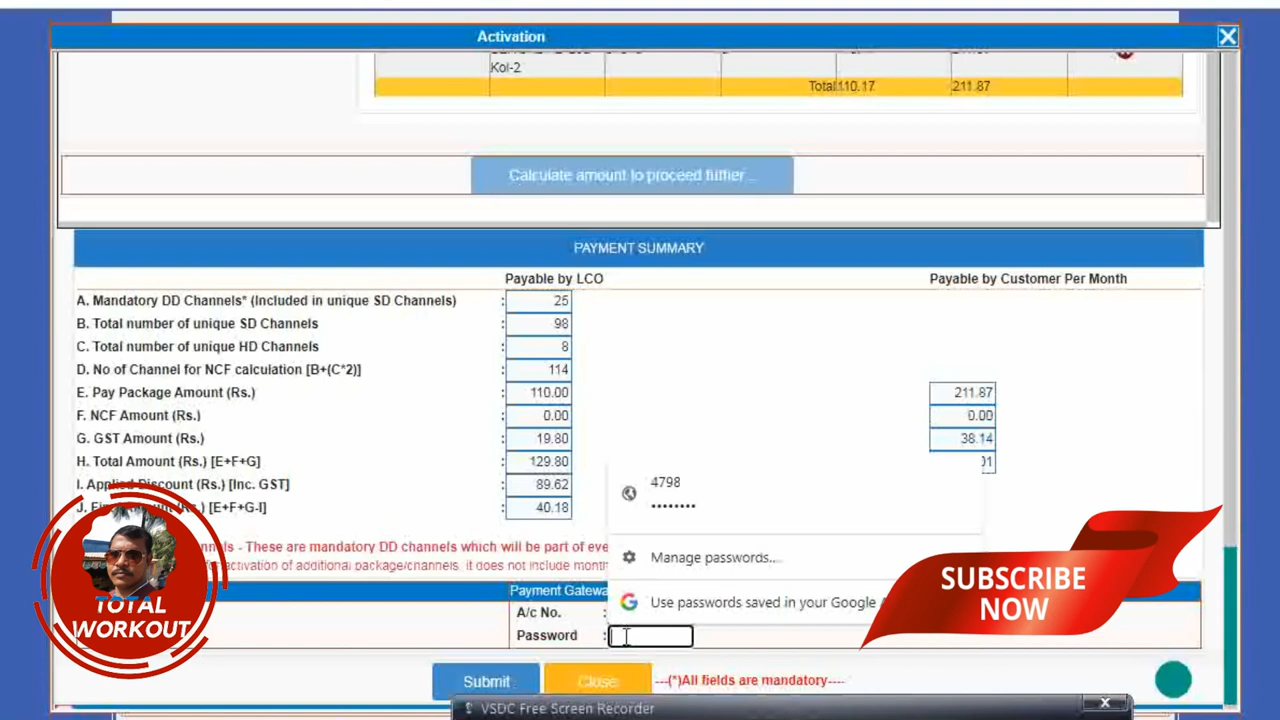 Activation
Kol-2
Total:110.17 211.87
Calculate amount to proceed futher...
PAYMENT SUMMARY
Payable by LCO Payable by Customer Per Month
A. Mandatory DD Channels* (Included in unique SD Channels) : 25
B. Total number of unique SD Channels : 98
C. Total number of unique HD Channels : 8
D. No of Channel for NCF calculation [B+(C*2)] : 114
E. Pay Package Amount (Rs.) : 110.00 211.87
F. NCF Amount (Rs.) : 0.00 0.00
G. GST Amount (Rs.) : 19.80 38.14
H. Total Amount (Rs.) [E+F+G] : 129.80 01
I. Applied Discount (Rs.) [Inc. GST] : 89.62
J. Amount (Rs.) [E+F+G-I] : 40.18
4798
••••••••
Manage passwords...
Use passwords saved in your Google
nnels - These are mandatory DD channels which will be part of eve
activation of additional package/channels, it does not include month
Payment Gatewa
A/c No. :
Password :
Submit Close ---(*)All fields are mandatory----
VSDC Free Screen Recorder
TOTAL
WORKOUT
SUBSCRIBE
NOW